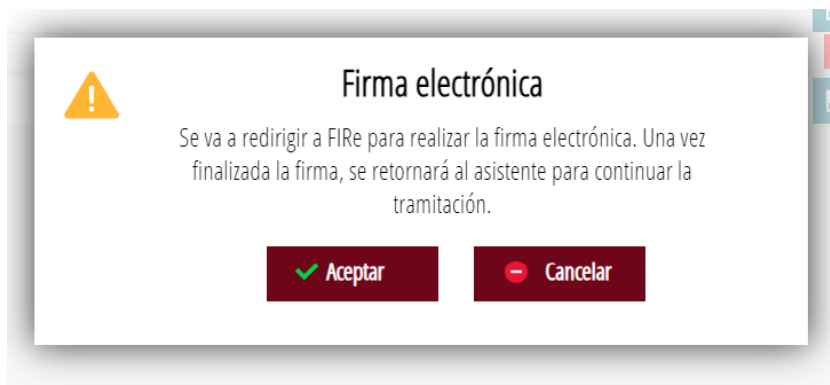 Firma electrónica
Se va a redirigir a FIRe para realizar la firma electrónica. Una vez
finalizada la firma, se retornará al asistente para continuar la
tramitación.
Aceptar
Cancelar